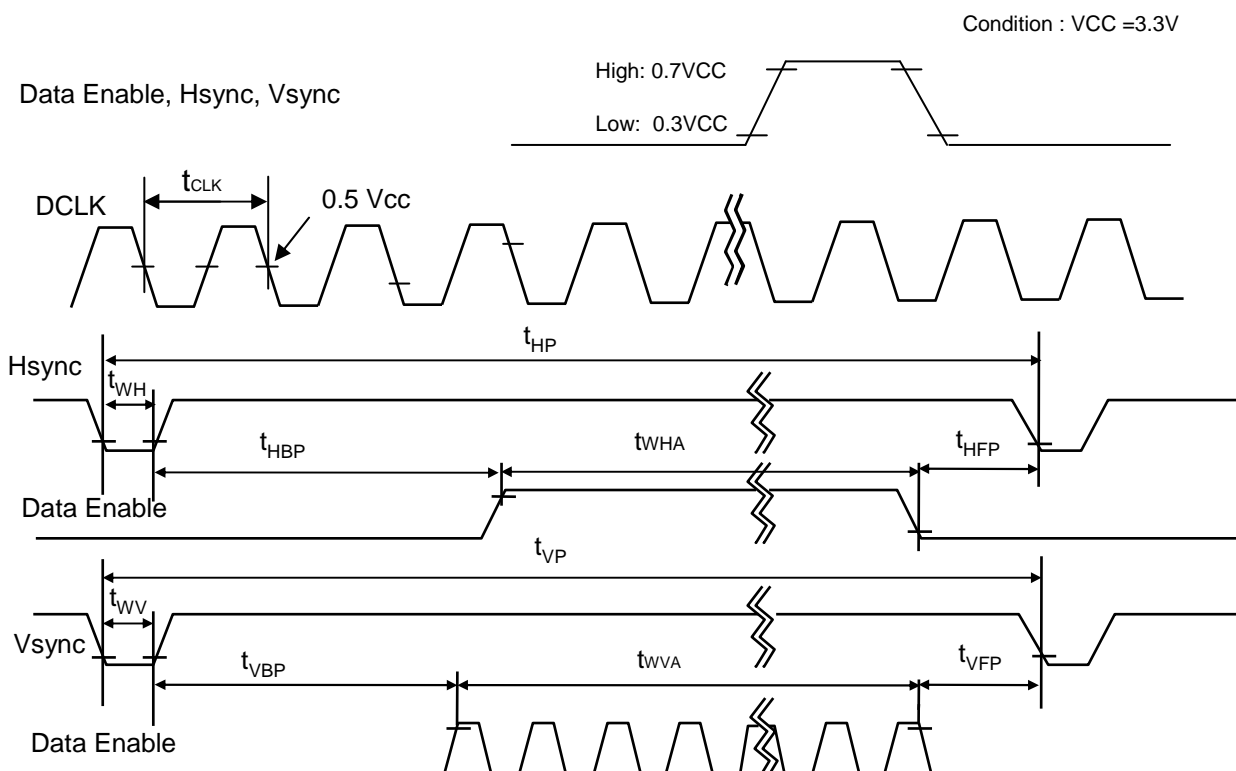 Condition : VCC =3.3V
High: 0.7VCC
Data Enable, Hsync, Vsync
Low: 0.3VCC
tCLK
0.5 Vcc
DCLK
tHP
Hsync
tWH
tHBP
tWHA
tHFP
Data Enable
tVP
tWV
Vsync
tVBP
tWVA
tVFP
Data Enable